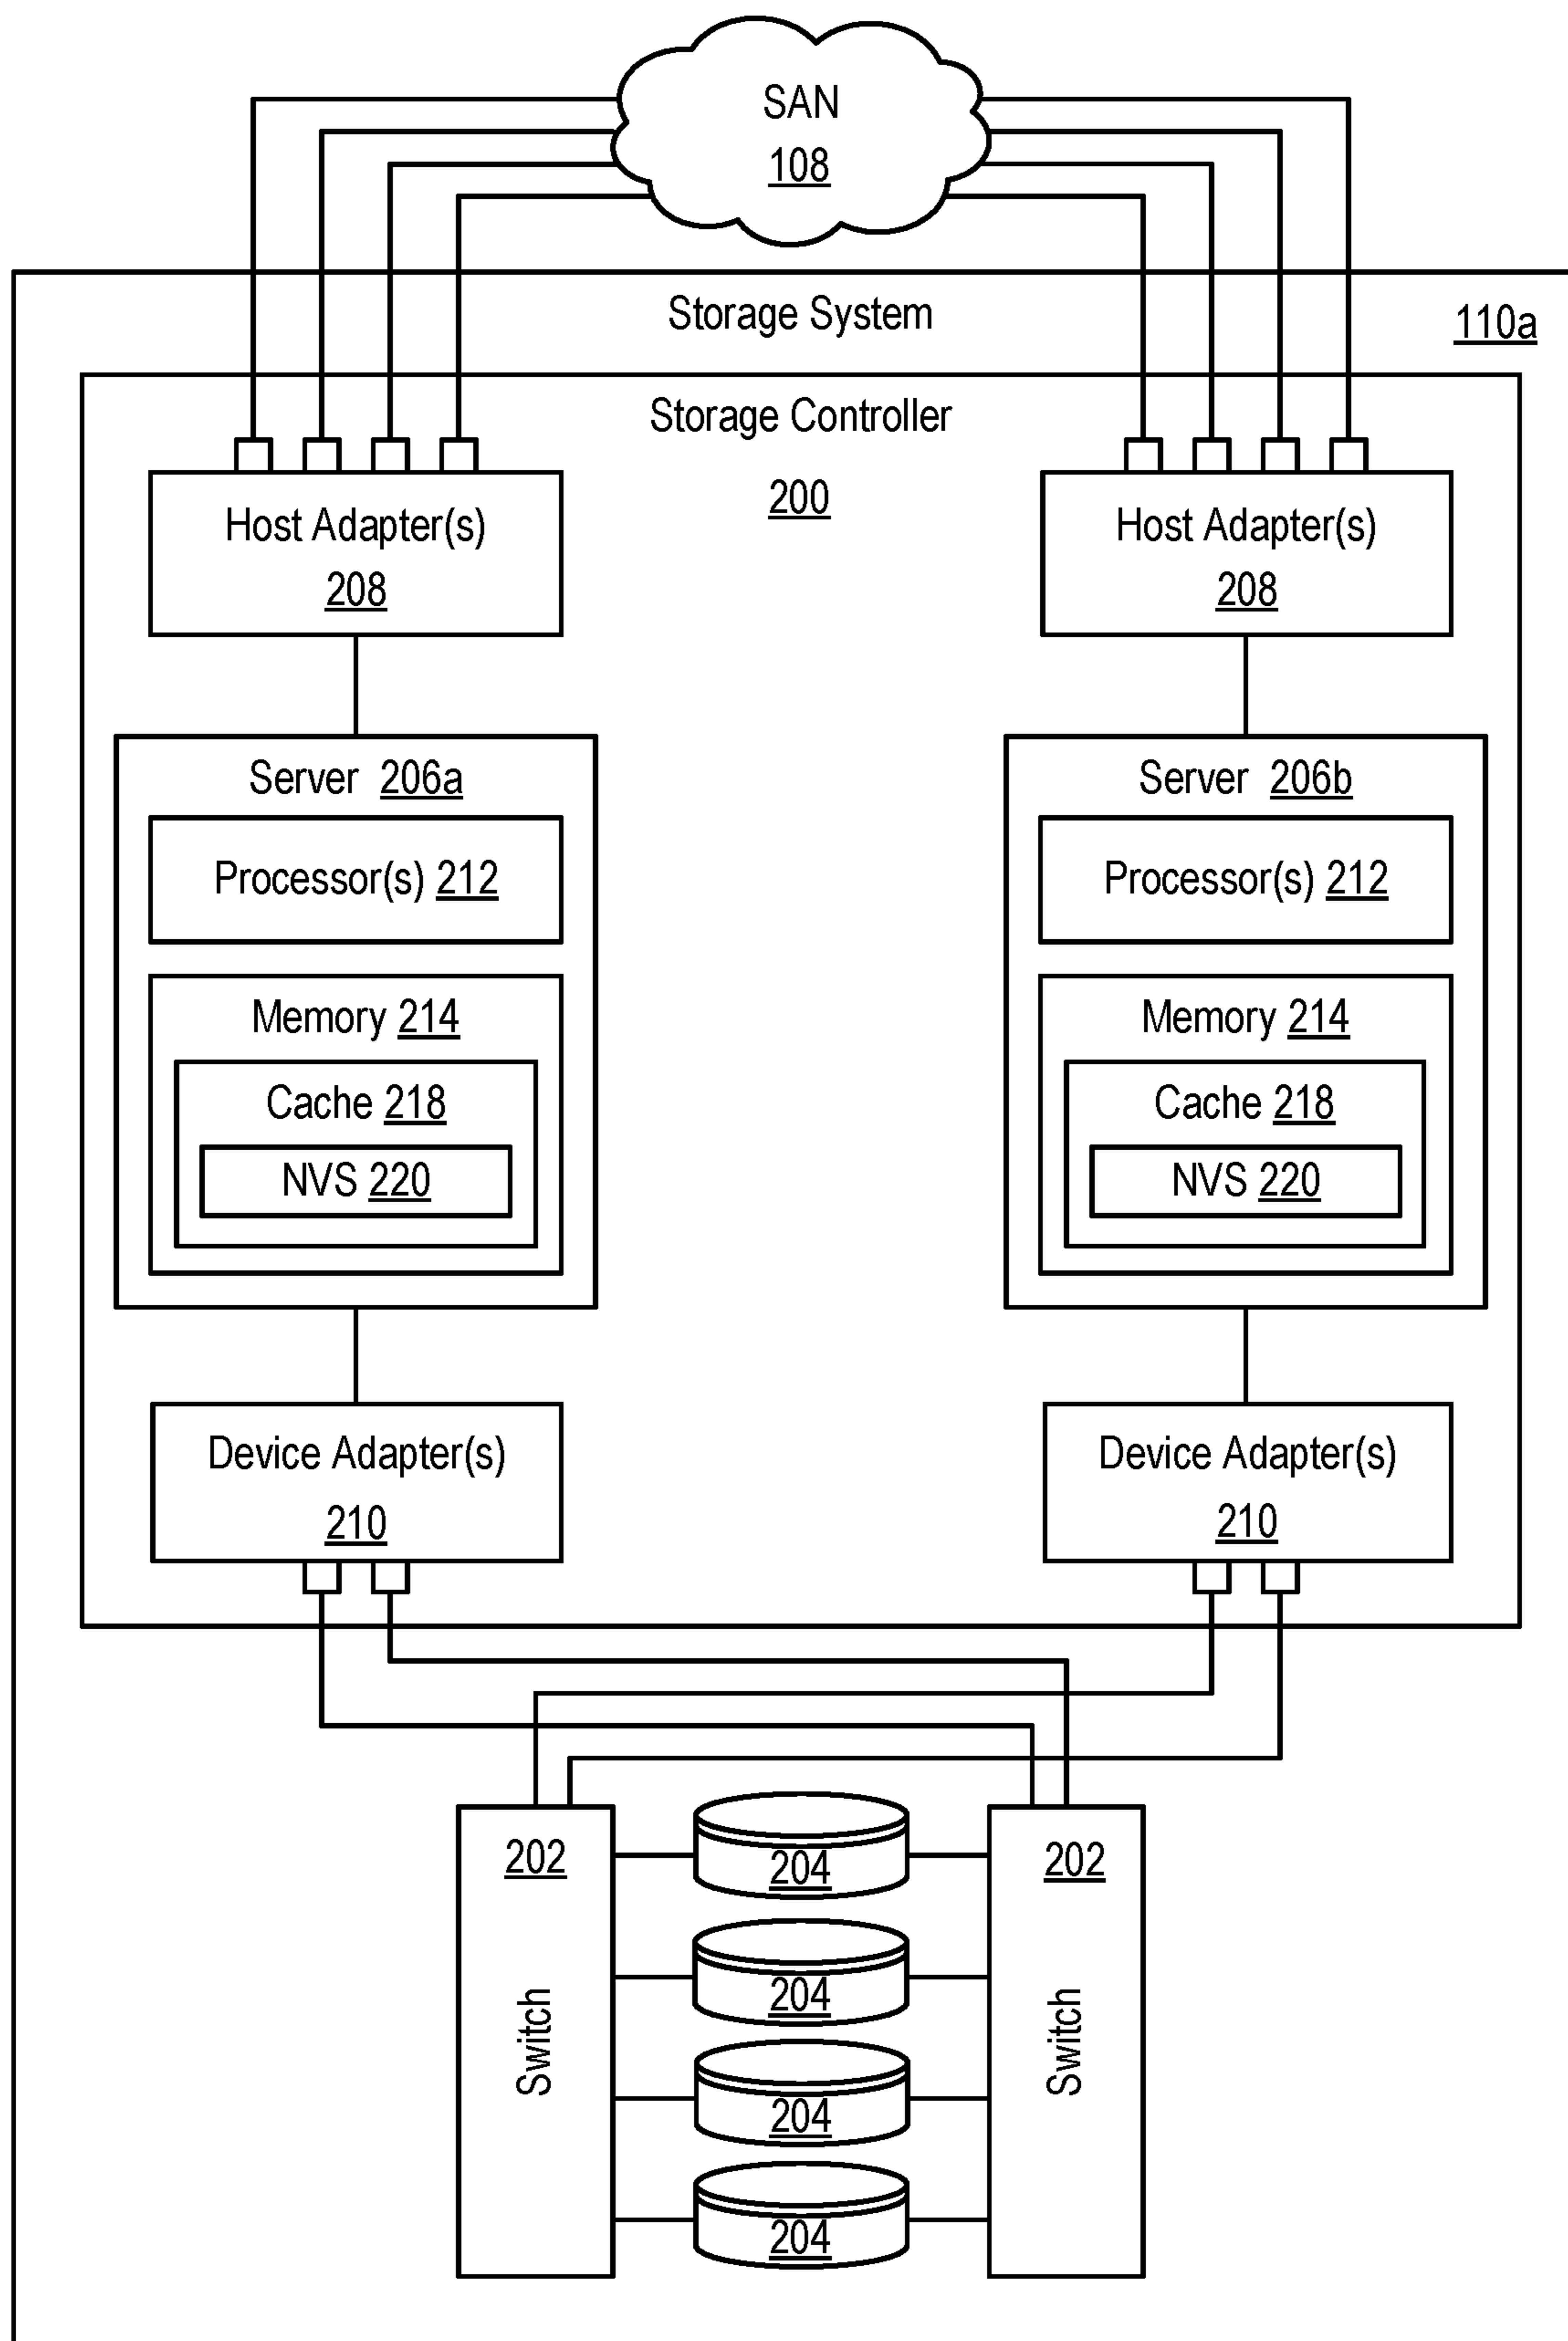 SAN
108
Storage System
110a
Storage Controller
200
Host Adapter(s)
208
Host Adapter(s)
208
Server 206a
Processor(s) 212
Memory 214
Cache 218
NVS 220
Server 206b
Processor(s) 212
Memory 214
Cache 218
NVS 220
Device Adapter(s)
210
Device Adapter(s)
210
202
Switch
204
204
204
204
202
Switch